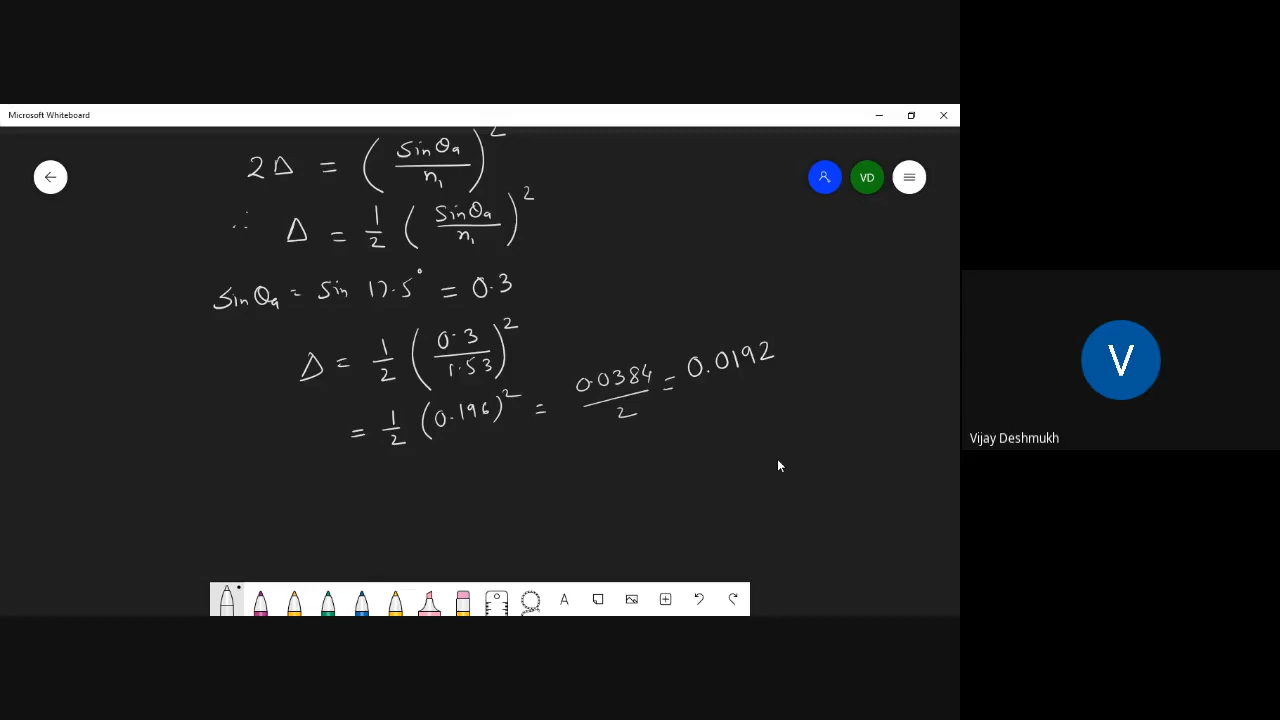 Microsoft Whiteboard
2Δ = (sinθa / n1)^2
∴ Δ = 1/2 (sinθa / n1)^2
VD
sinθa = sin 17.5° = 0.3
Δ = 1/2 (0.3 / 1.53)^2
= 1/2 (0.196)^2 = 0.0384 / 2 = 0.0192
V
Vijay Deshmukh
A